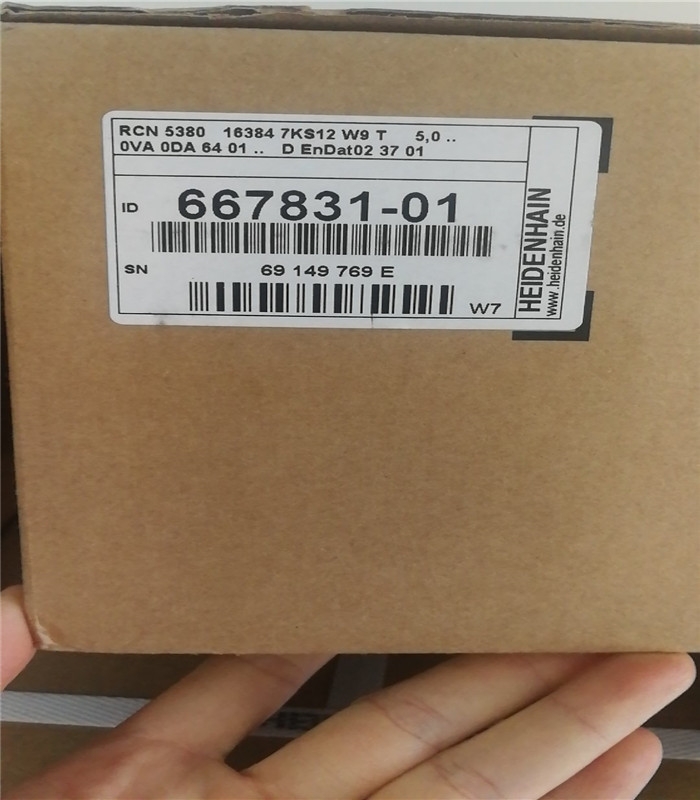 RCN 5380 16384 7KS12 W9 T 5,0 ..
0VA 0DA 64 01 .. D EnDat02 37 01
ID 667831-01
SN 69 149 769 E
W7
HEIDENHAIN
www.heidenhain.de